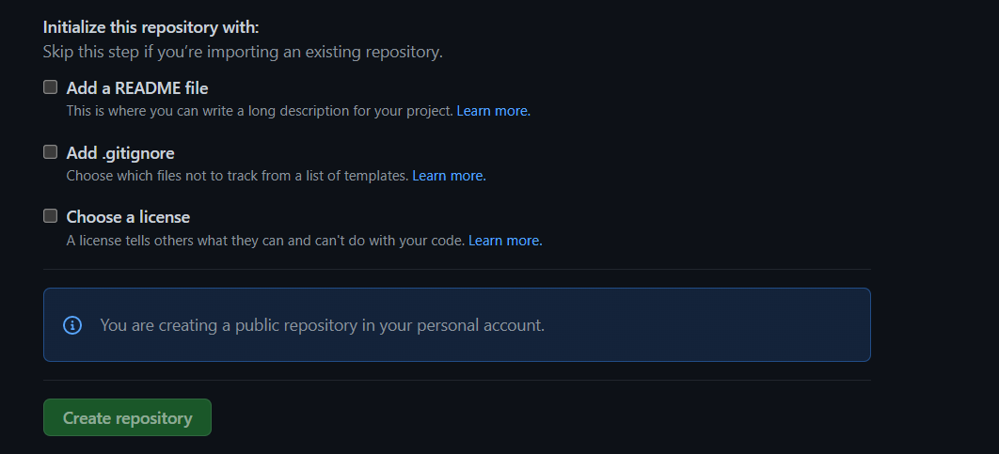 Initialize this repository with:
Skip this step if you’re importing an existing repository.
Add a README file
This is where you can write a long description for your project. Learn more.
Add .gitignore
Choose which files not to track from a list of templates. Learn more.
Choose a license
A license tells others what they can and can't do with your code. Learn more.
You are creating a public repository in your personal account.
Create repository